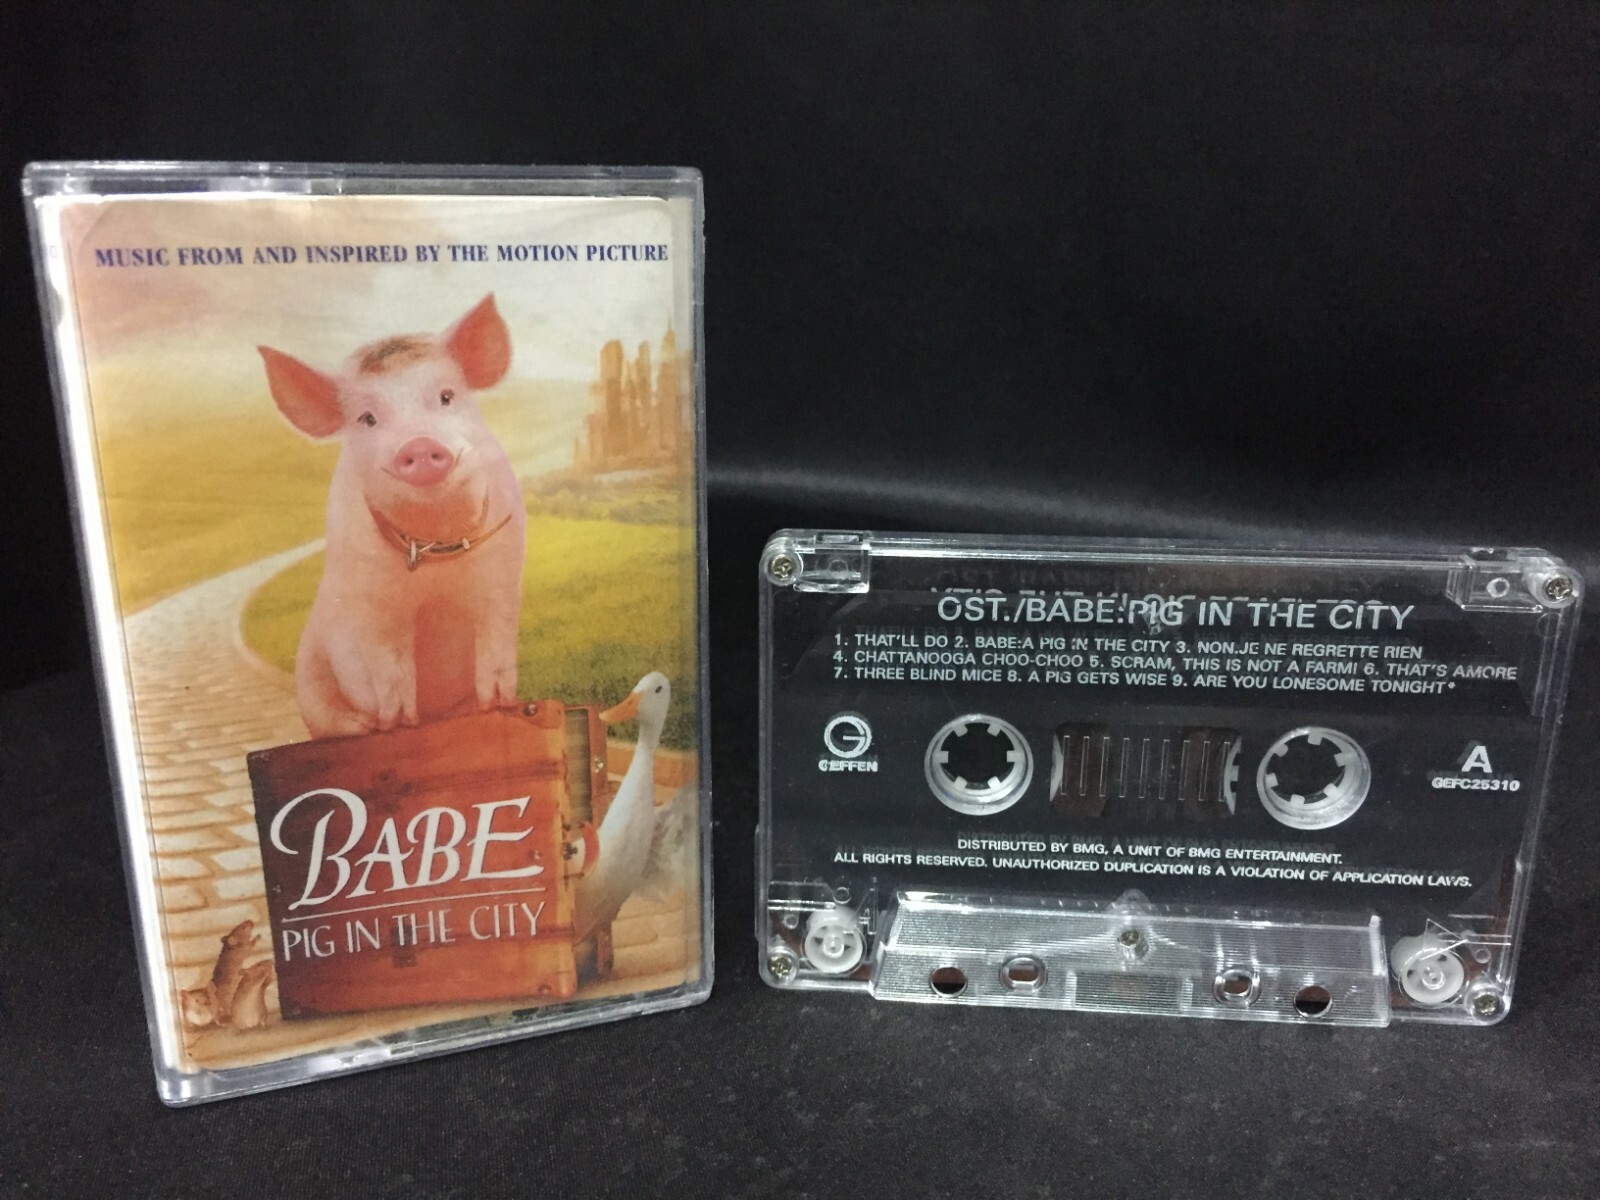 MUSIC FROM AND INSPIRED BY THE MOTION PICTURE
BABE
PIG IN THE CITY
OST./BABE:PIG IN THE CITY
1. THAT'LL DO 2. BABE:A PIG IN THE CITY 3. NON.JE NE REGRETTE RIEN
4. CHATTANOOGA CHOO-CHOO 5. SCRAM, THIS IS NOT A FARM! 6. THAT'S AMORE
7. THREE BLIND MICE 8. A PIG GETS WISE 9. ARE YOU LONESOME TONIGHT*
G
GEFFEN
A
GEFC25310
DISTRIBUTED BY BMG, A UNIT OF BMG ENTERTAINMENT.
ALL RIGHTS RESERVED. UNAUTHORIZED DUPLICATION IS A VIOLATION OF APPLICATION LAWS.